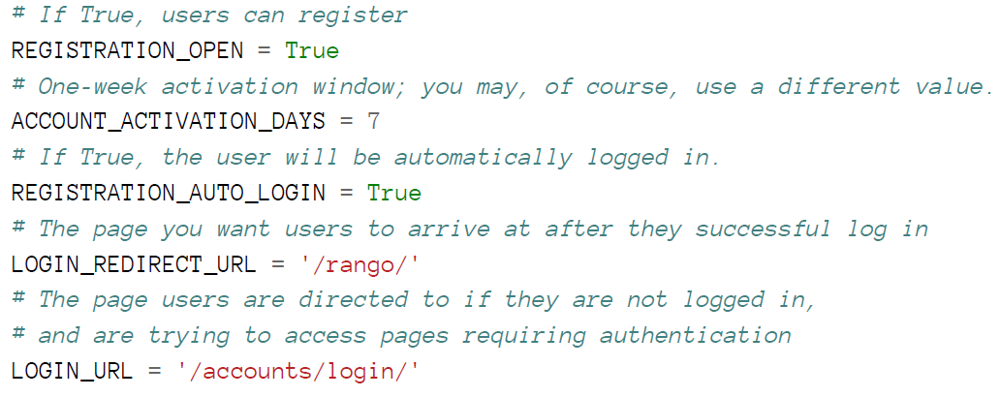 # If True, users can register
REGISTRATION_OPEN = True
# One-week activation window; you may, of course, use a different value.
ACCOUNT_ACTIVATION_DAYS = 7
# If True, the user will be automatically logged in.
REGISTRATION_AUTO_LOGIN = True
# The page you want users to arrive at after they successful log in
LOGIN_REDIRECT_URL = '/rango/'
# The page users are directed to if they are not logged in,
# and are trying to access pages requiring authentication
LOGIN_URL = '/accounts/login/'